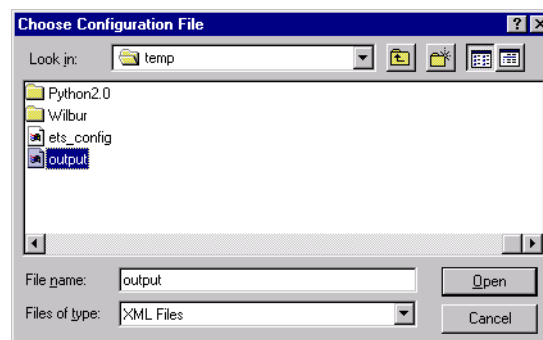 Choose Configuration File
Look in: temp
Python2.0
Wilbur
ets_config
output
File name: output Open
Files of type: XML Files Cancel